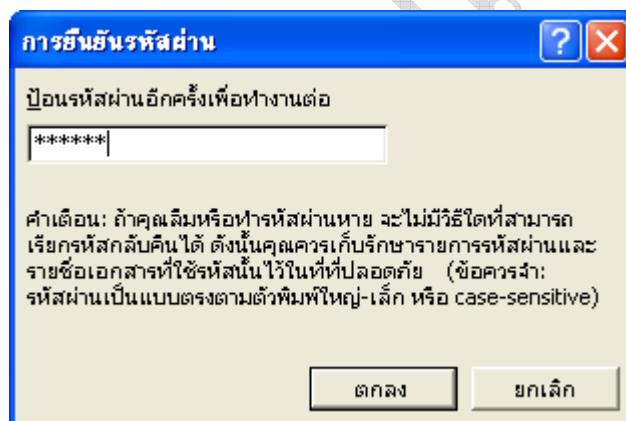 การยืนยันรหัสผ่าน
ป้อนรหัสผ่านอีกครั้งเพื่อทำงานต่อ
******
คำเตือน: ถ้าคุณลืมหรือทำรหัสผ่านหาย จะไม่มีวิธีใดที่สามารถ
เรียกรหัสกลับคืนได้ ดังนั้นคุณควรเก็บรักษารายการรหัสผ่านและ
รายชื่อเอกสารที่ใช้รหัสนั้นไว้ในที่ที่ปลอดภัย (ข้อควรจำ:
รหัสผ่านเป็นแบบตรงตามตัวพิมพ์ใหญ่-เล็ก หรือ case-sensitive)
ตกลง
ยกเลิก